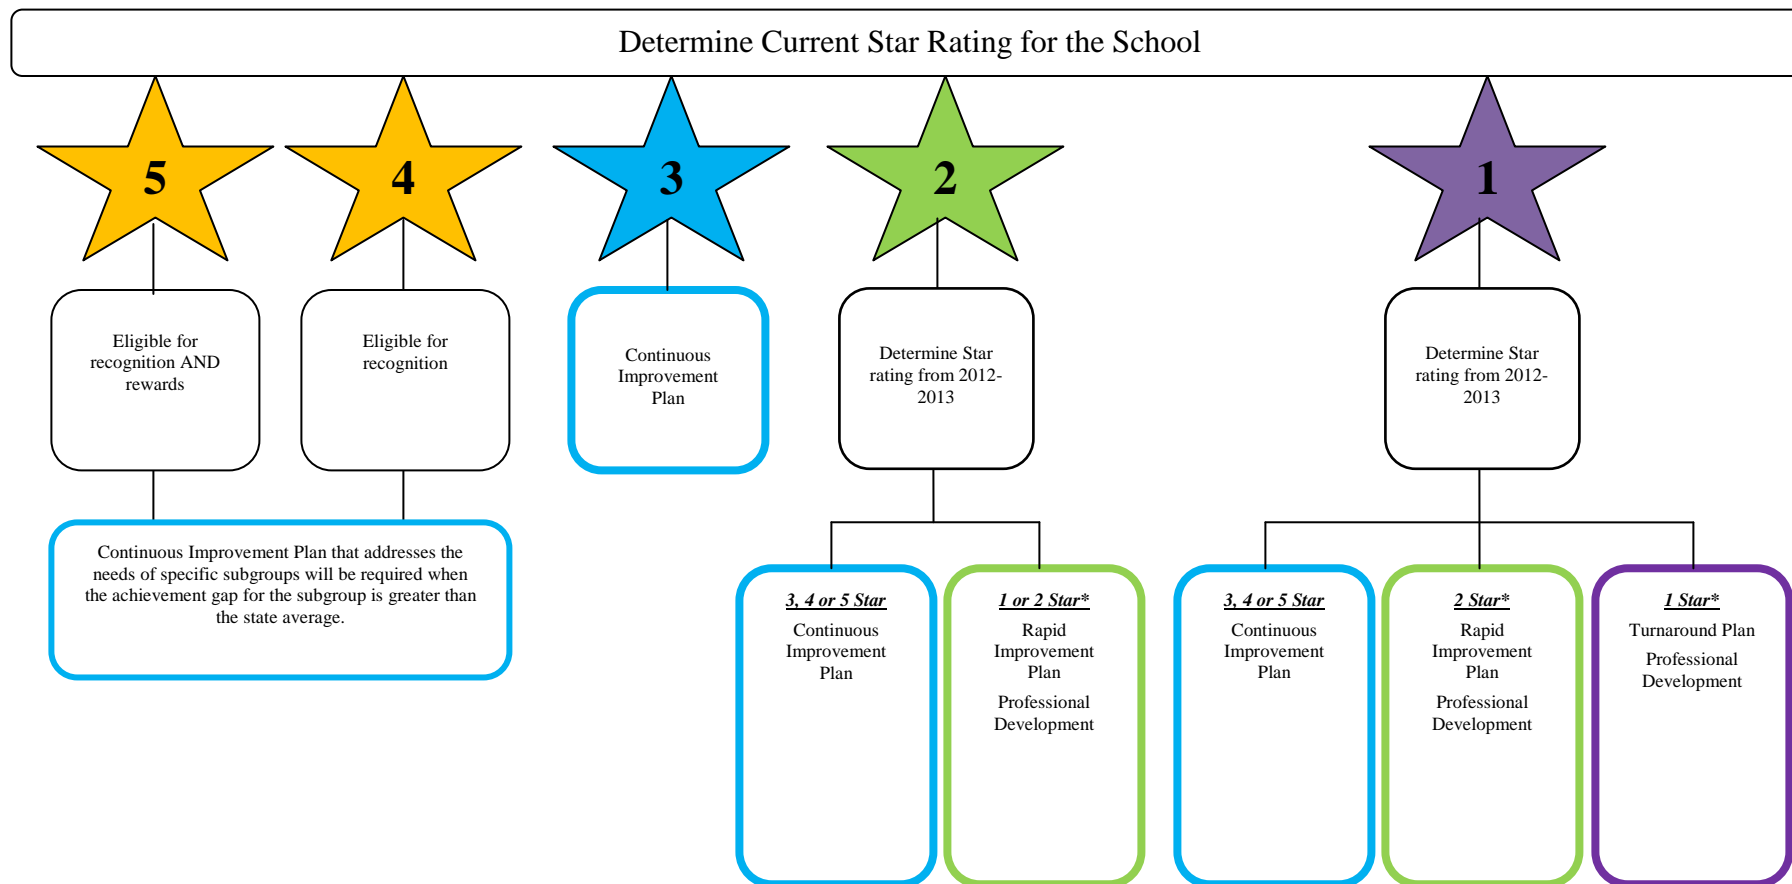 Determine Current Star Rating for the School
5
4
3
2
1
Eligible for
recognition AND
rewards
Eligible for
recognition
Continuous
Improvement
Plan
Determine Star
rating from 2012-
2013
Determine Star
rating from 2012-
2013
Continuous Improvement Plan that addresses the
needs of specific subgroups will be required when
the achievement gap for the subgroup is greater than
the state average.
3, 4 or 5 Star
Continuous
Improvement
Plan
1 or 2 Star*
Rapid
Improvement
Plan
Professional
Development
3, 4 or 5 Star
Continuous
Improvement
Plan
2 Star*
Rapid
Improvement
Plan
Professional
Development
1 Star*
Turnaround Plan
Professional
Development